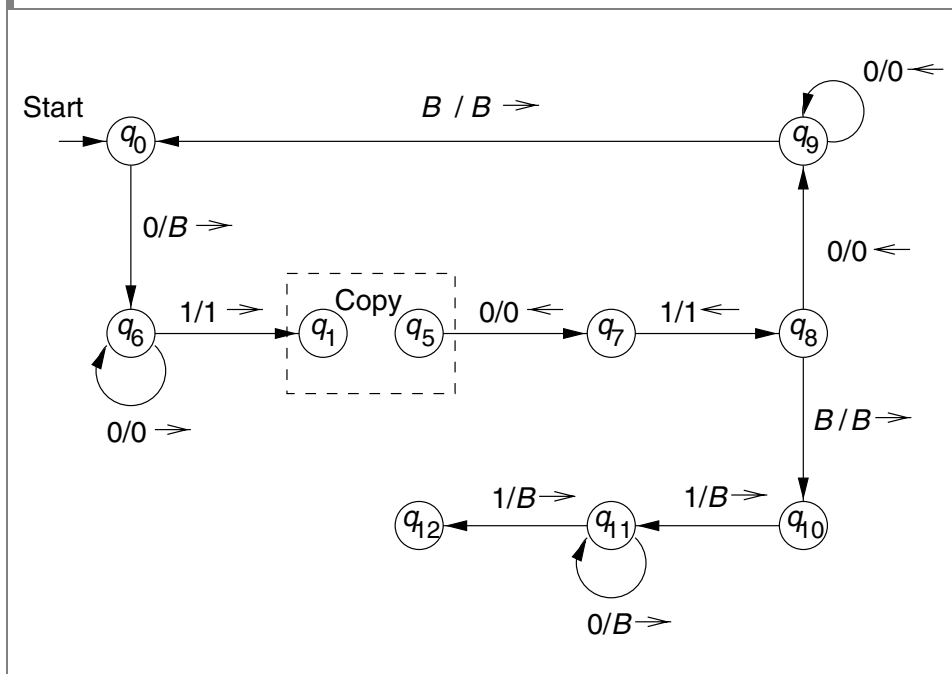 0/0 ←
Start
B / B →
q0
q9
0/B →
0/0 ←
Copy
1/1 →
0/0 ←
1/1 ←
q6
q1
q5
q7
q8
0/0 →
B / B →
1/B →
1/B →
q12
q11
q10
0/B →